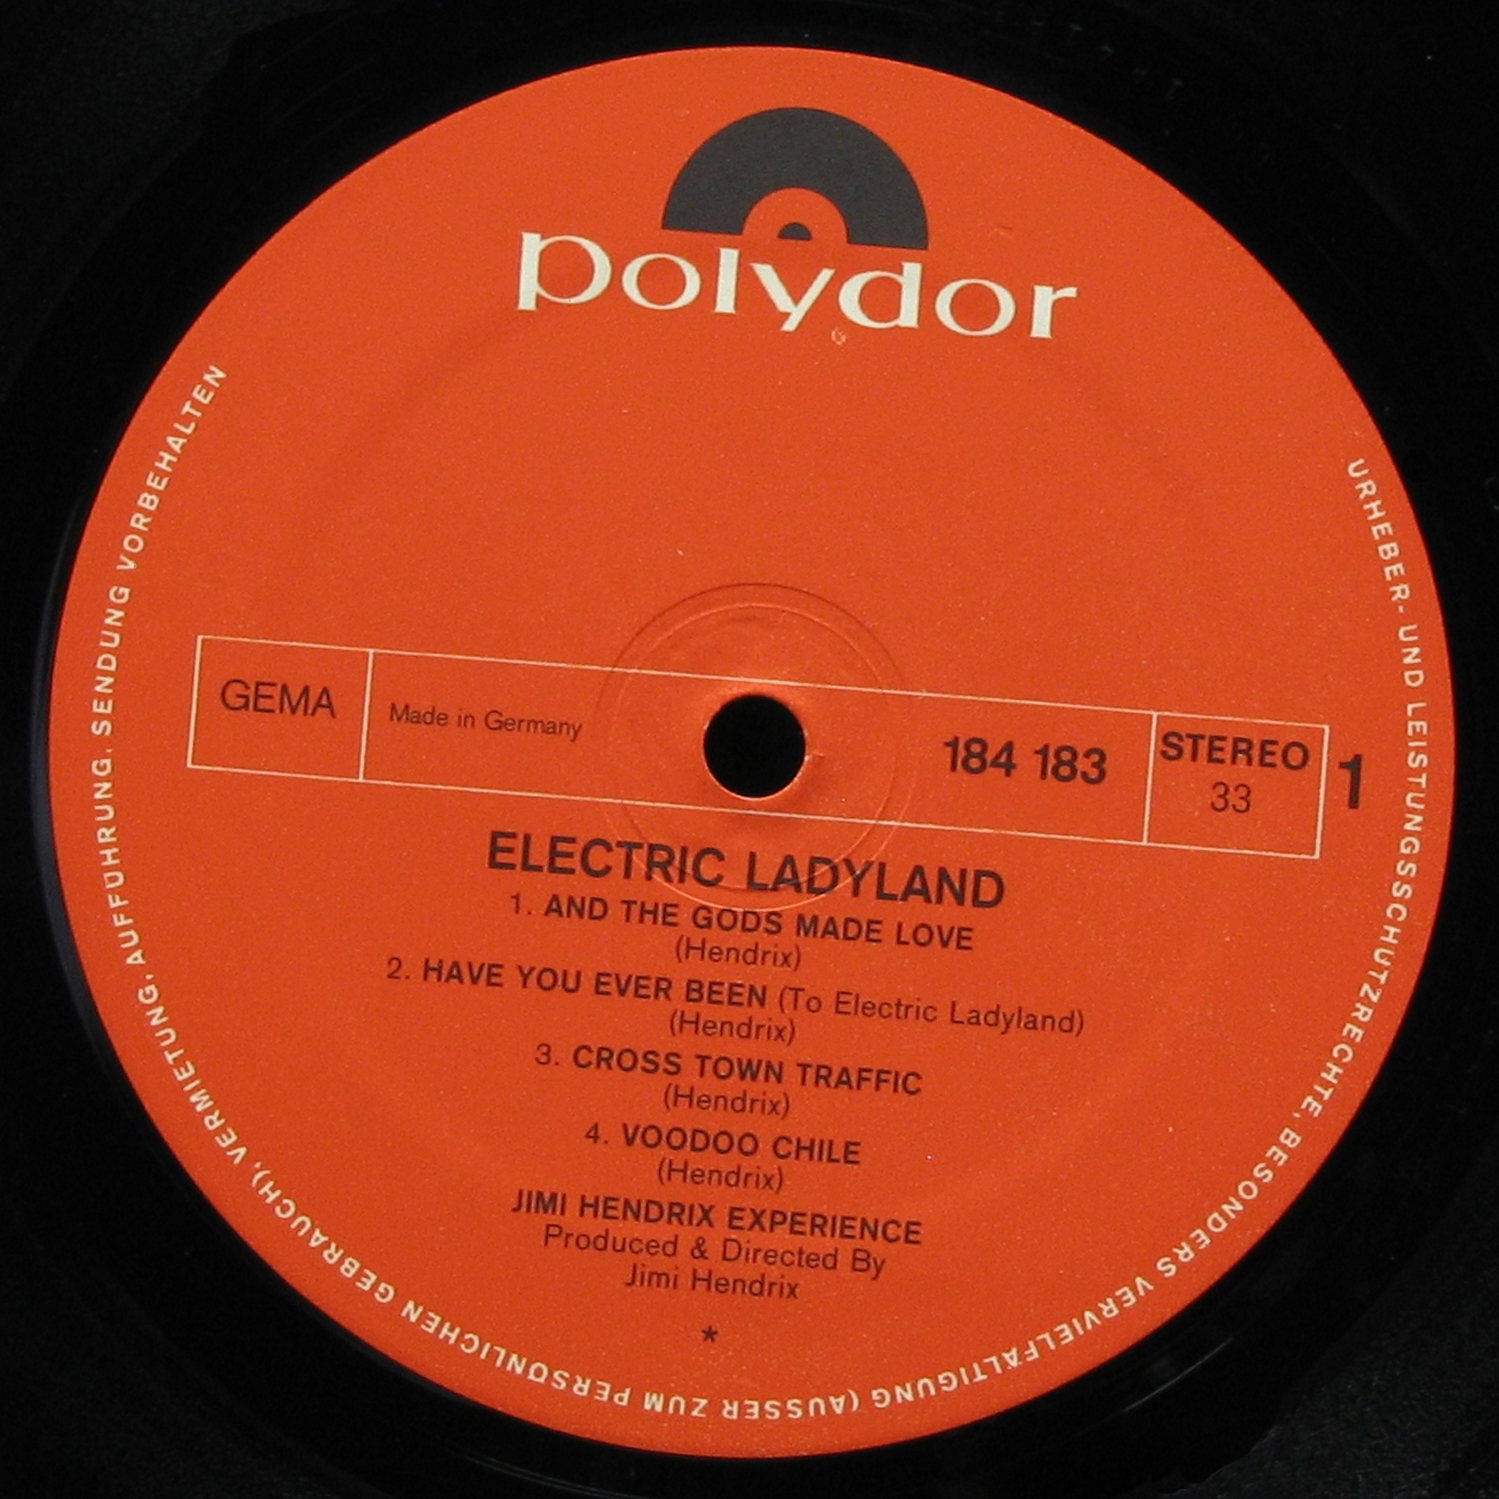 polydor
GEMA
Made in Germany
184 183
STEREO
33
1
ELECTRIC LADYLAND
1. AND THE GODS MADE LOVE
(Hendrix)
2. HAVE YOU EVER BEEN (To Electric Ladyland)
(Hendrix)
3. CROSS TOWN TRAFFIC
(Hendrix)
4. VOODOO CHILE
(Hendrix)
JIMI HENDRIX EXPERIENCE
Produced & Directed By
Jimi Hendrix
*
URHEBER- UND LEISTUNGSSCHUTZRECHTE, BESONDERS VERVIELFÄLTIGUNG (AUSSER ZUM PERSÖNLICHEN GEBRAUCH), VERMIETUNG, AUFFÜHRUNG, SENDUNG VORBEHALTEN